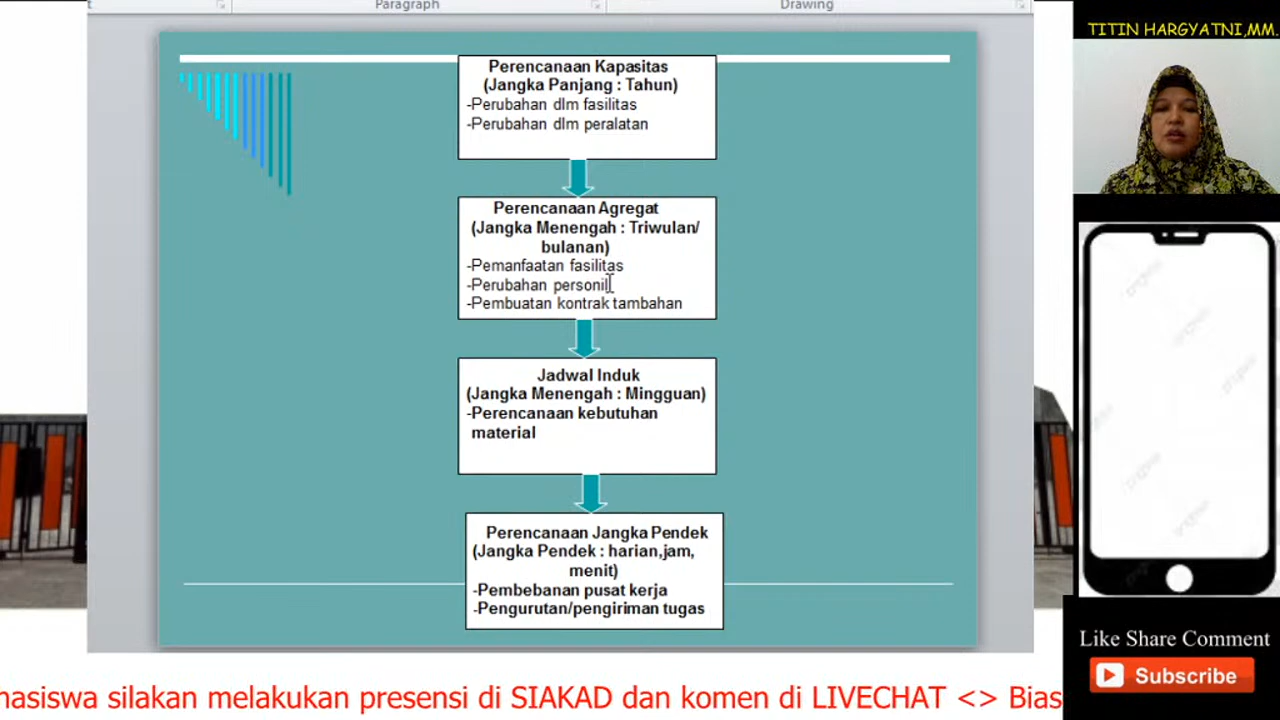 Paragraph
Drawing
TITIN HARGYATNI,MM.
Perencanaan Kapasitas
(Jangka Panjang : Tahun)
-Perubahan dlm fasilitas
-Perubahan dlm peralatan
Perencanaan Agregat
(Jangka Menengah : Triwulan/
bulanan)
-Pemanfaatan fasilitas
-Perubahan personil
-Pembuatan kontrak tambahan
Jadwal Induk
(Jangka Menengah : Mingguan)
-Perencanaan kebutuhan
material
Perencanaan Jangka Pendek
(Jangka Pendek : harian,jam,
menit)
-Pembebanan pusat kerja
-Pengurutan/pengiriman tugas
Like Share Comment
Subscribe
silakan melakukan presensi di SIAKAD dan komen di LIVECHAT <> Bias